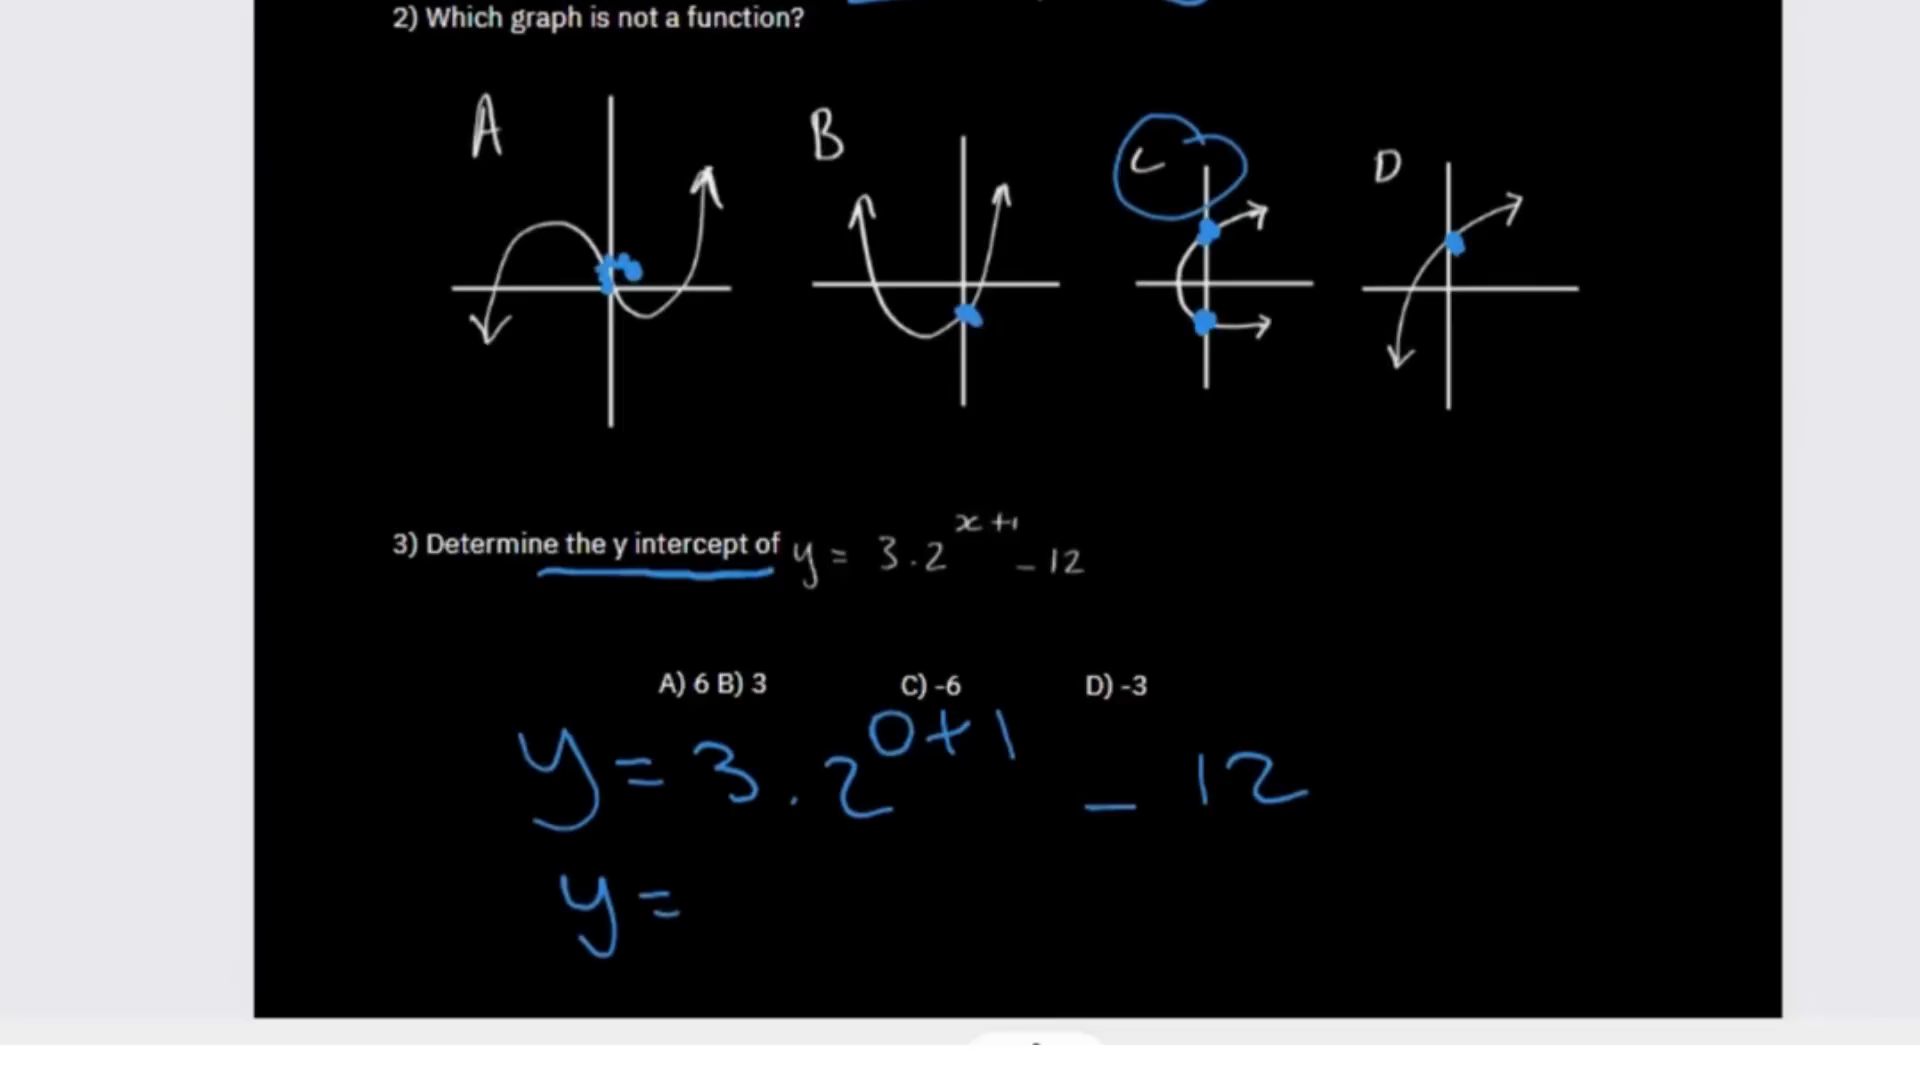 2) Which graph is not a function?
A B C D
3) Determine the y intercept of y = 3.2^{x+1} - 12
A) 6 B) 3 C) -6 D) -3
y = 3.2^{0+1} - 12
y =